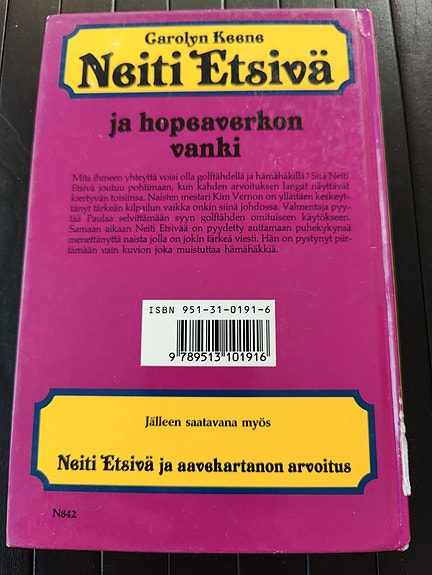 Carolyn Keene
Neiti Etsivä
ja hopeaverkon
vanki
Mitä ihmeen yhteyttä voisi olla golftähdellä ja hämähäkillä? Sitä Neiti
Etsivä joutuu pohtimaan, kun kahden arvoituksen langat näyttävät
kiertyvän toisiinsa. Naisten mestari Kim Vernon on yllättäen keskeyt-
tänyt tärkeän kilpailun vaikka onkin siinä johdossa. Valmentaja pyy-
tää Paulaa selvittämään syyn golftähden omituiseen käytökseen.
Samaan aikaan Neiti Etsivää on pyydetty auttamaan puhekykynsä
menettänyttä naista jolla on jokin tärkeä viesti. Hän on pystynyt piir-
tämään vain kuvion joka muistuttaa hämähäkkiä.
ISBN 951-31-0191-6
9 789513 101916
Jälleen saatavana myös
Neiti Etsivä ja aavekartanon arvoitus
N842